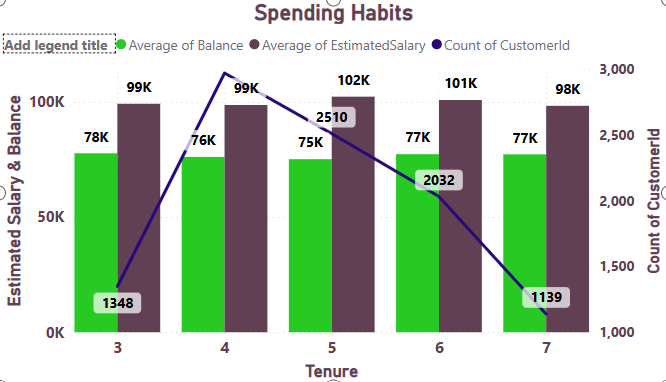 Spending Habits
Add legend title Average of Balance Average of EstimatedSalary Count of CustomerId
Estimated Salary & Balance
100K
50K
0K
78K 99K 76K 99K 75K 102K 77K 101K 77K 98K
1348 2510 2032 1139
3,000
2,500
2,000
1,500
1,000
Count of CustomerId
3 4 5 6 7
Tenure